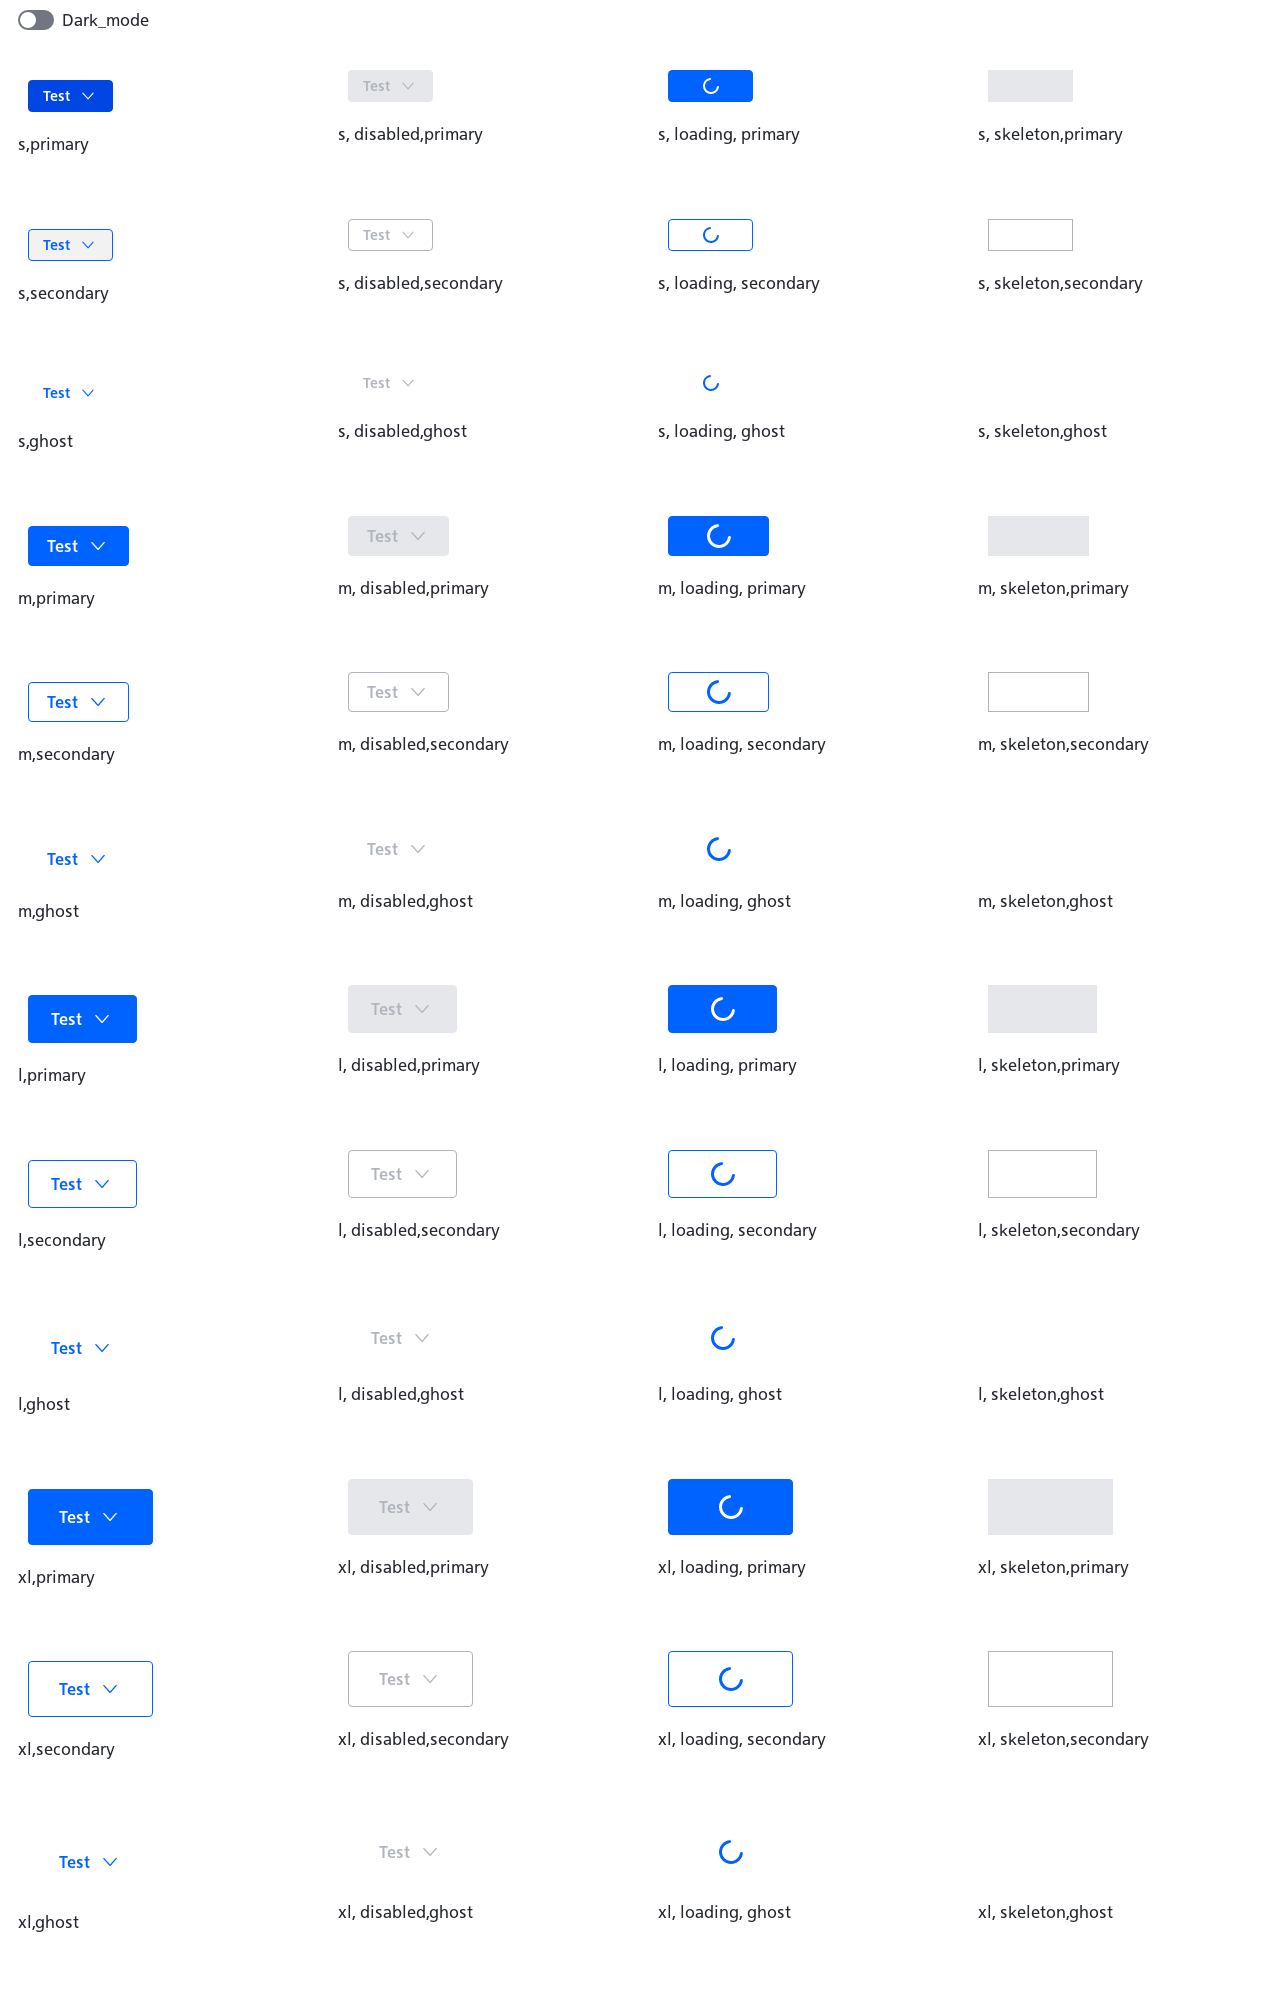 Dark_mode
Test
Test
s,primary
s, disabled,primary
s, loading, primary
s, skeleton,primary
Test
Test
s,secondary
s, disabled,secondary
s, loading, secondary
s, skeleton,secondary
Test
Test
s,ghost
s, disabled,ghost
s, loading, ghost
s, skeleton,ghost
Test
Test
m,primary
m, disabled,primary
m, loading, primary
m, skeleton,primary
Test
Test
m,secondary
m, disabled,secondary
m, loading, secondary
m, skeleton,secondary
Test
Test
m,ghost
m, disabled,ghost
m, loading, ghost
m, skeleton,ghost
Test
Test
l,primary
l, disabled,primary
l, loading, primary
l, skeleton,primary
Test
Test
l,secondary
l, disabled,secondary
l, loading, secondary
l, skeleton,secondary
Test
Test
l,ghost
l, disabled,ghost
l, loading, ghost
l, skeleton,ghost
Test
Test
xl,primary
xl, disabled,primary
xl, loading, primary
xl, skeleton,primary
Test
Test
xl,secondary
xl, disabled,secondary
xl, loading, secondary
xl, skeleton,secondary
Test
Test
xl,ghost
xl, disabled,ghost
xl, loading, ghost
xl, skeleton,ghost